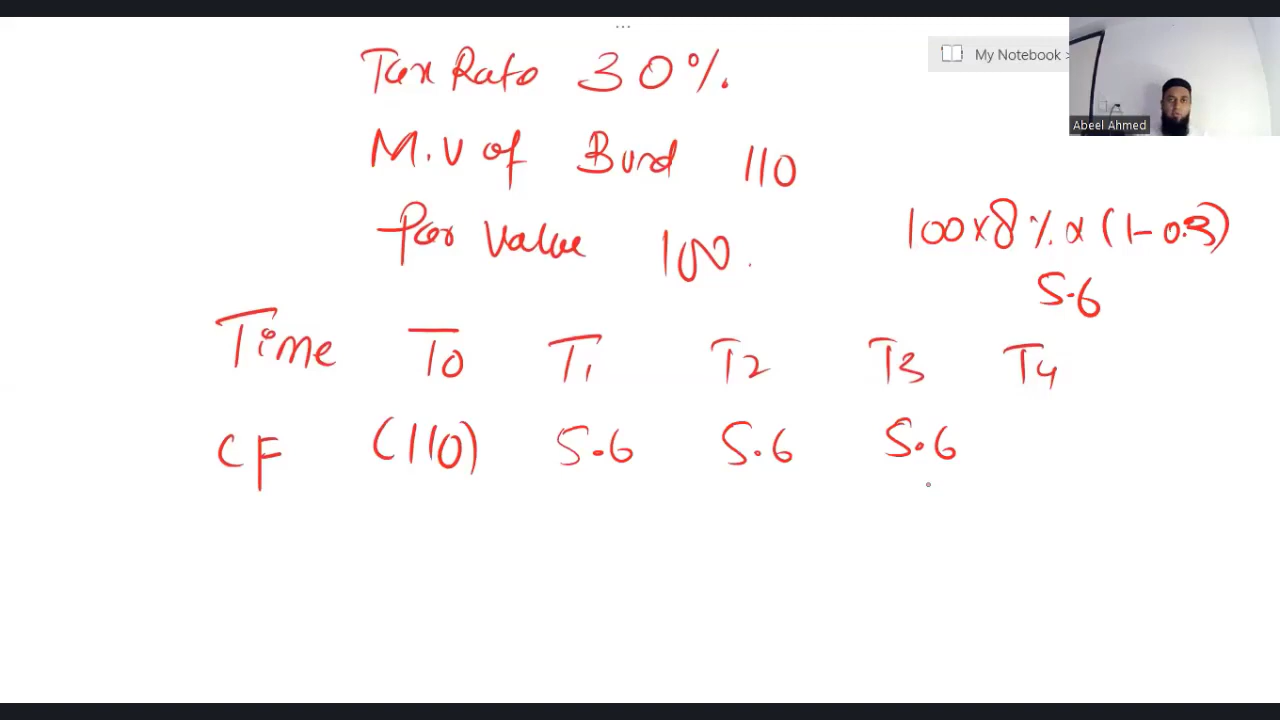 Tax Rate 30%.
M.V of Bond 110
Par Value 100.
100 x 8% x (1-0.3)
5.6
Time T0 T1 T2 T3 T4
CF (110) 5.6 5.6 5.6
My Notebook >
Abeel Ahmed